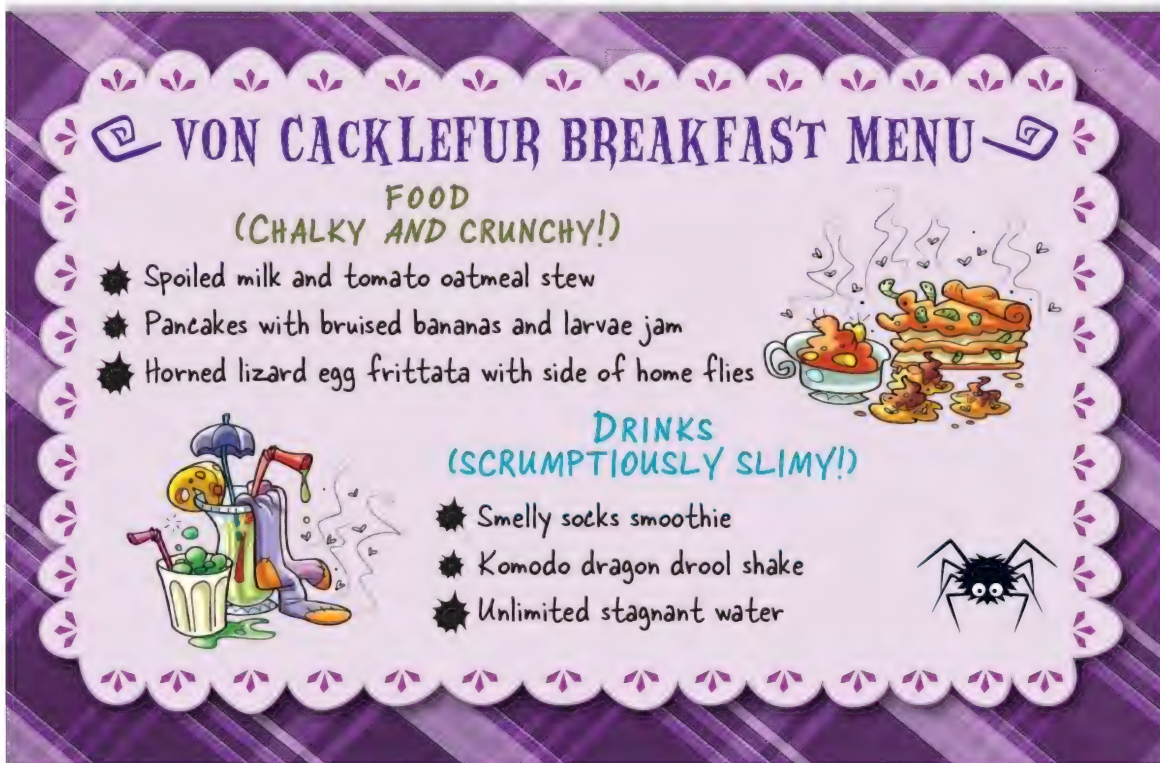 VON CACKLEFUR BREAKFAST MENU
FOOD
(CHALKY AND CRUNCHY!)
Spoiled milk and tomato oatmeal stew
Pancakes with bruised bananas and larvae jam
Horned lizard egg frittata with side of home flies
DRINKS
(SCRUMPTIOUSLY SLIMY!)
Smelly socks smoothie
Komodo dragon drool shake
Unlimited stagnant water